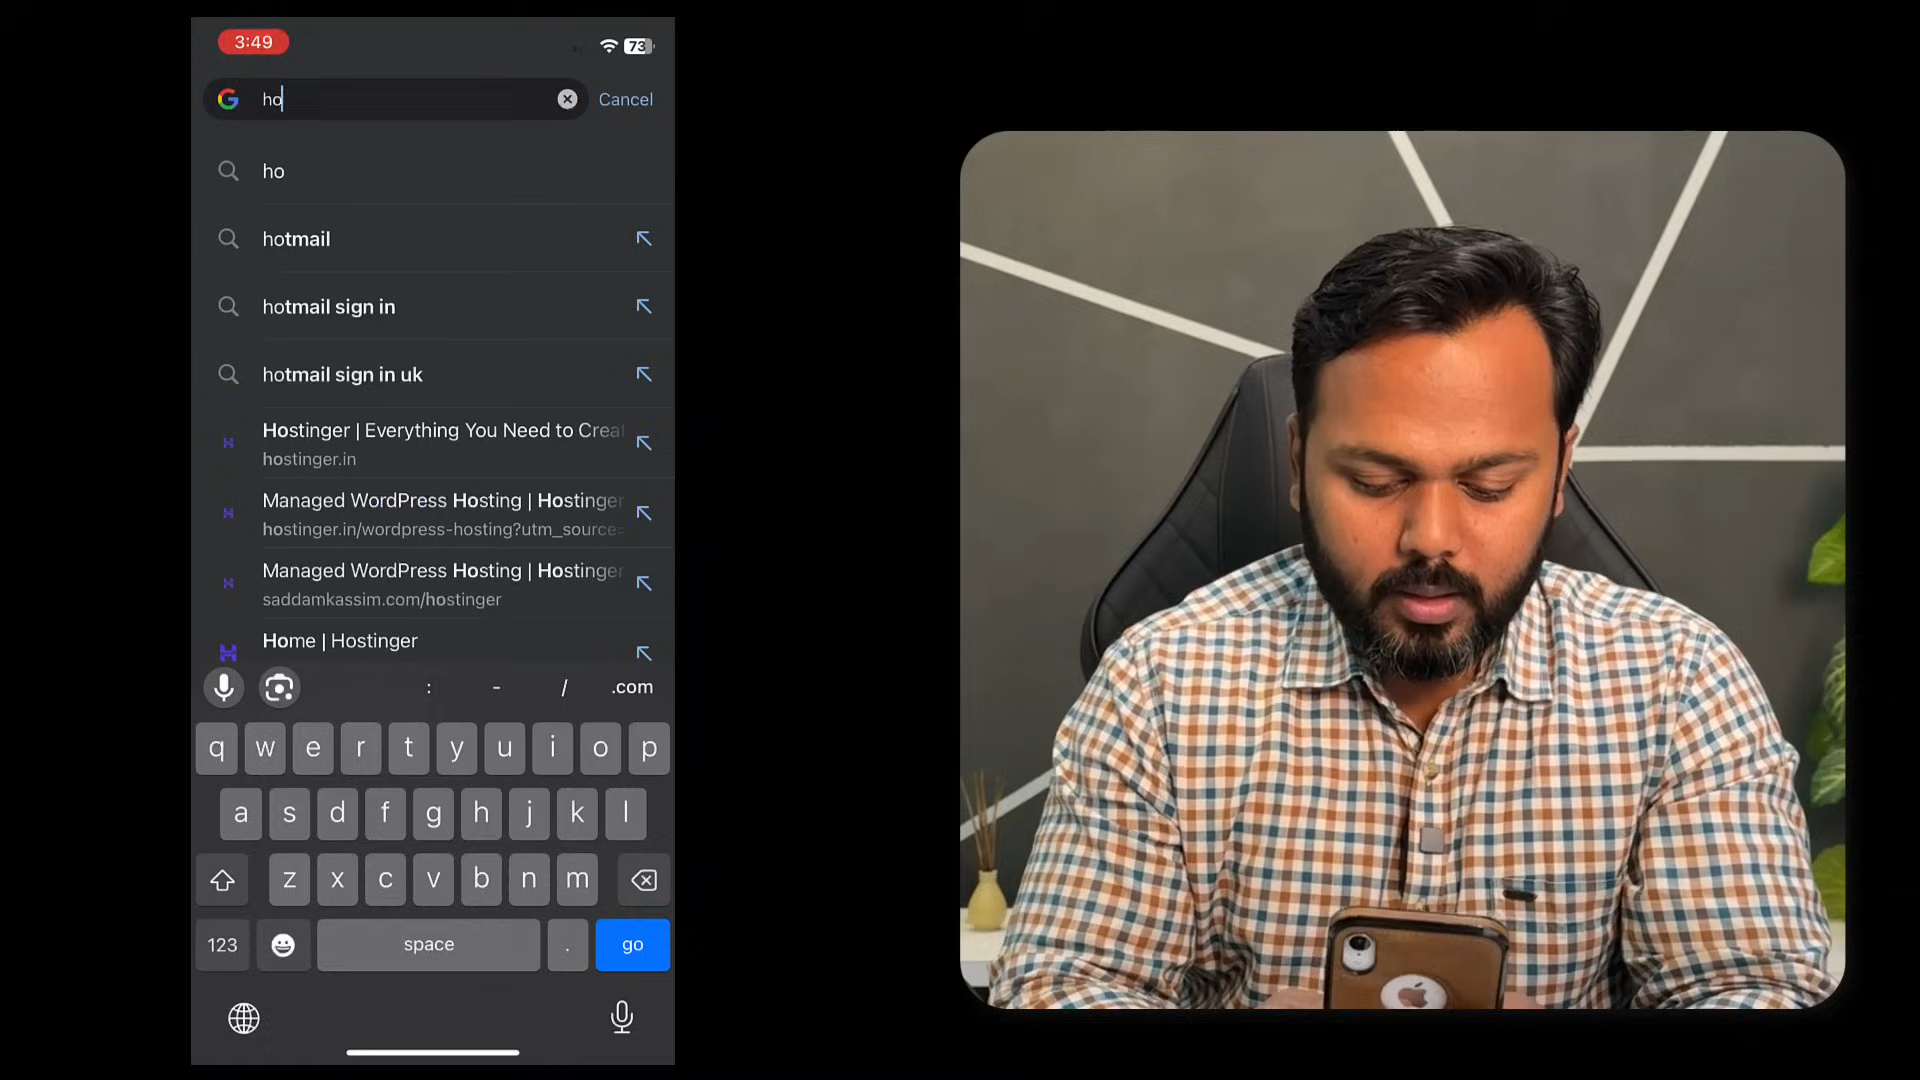 3:49
73
ho
Cancel
ho
hotmail
hotmail sign in
hotmail sign in uk
Hostinger | Everything You Need to Crea
hostinger.in
Managed WordPress Hosting | Hostinger
hostinger.in/wordpress-hosting?utm_source=
Managed WordPress Hosting | Hostinger
saddamkassim.com/hostinger
Home | Hostinger
: - / .com
q w e r t y u i o p
a s d f g h j k l
z x c v b n m
123 space . go